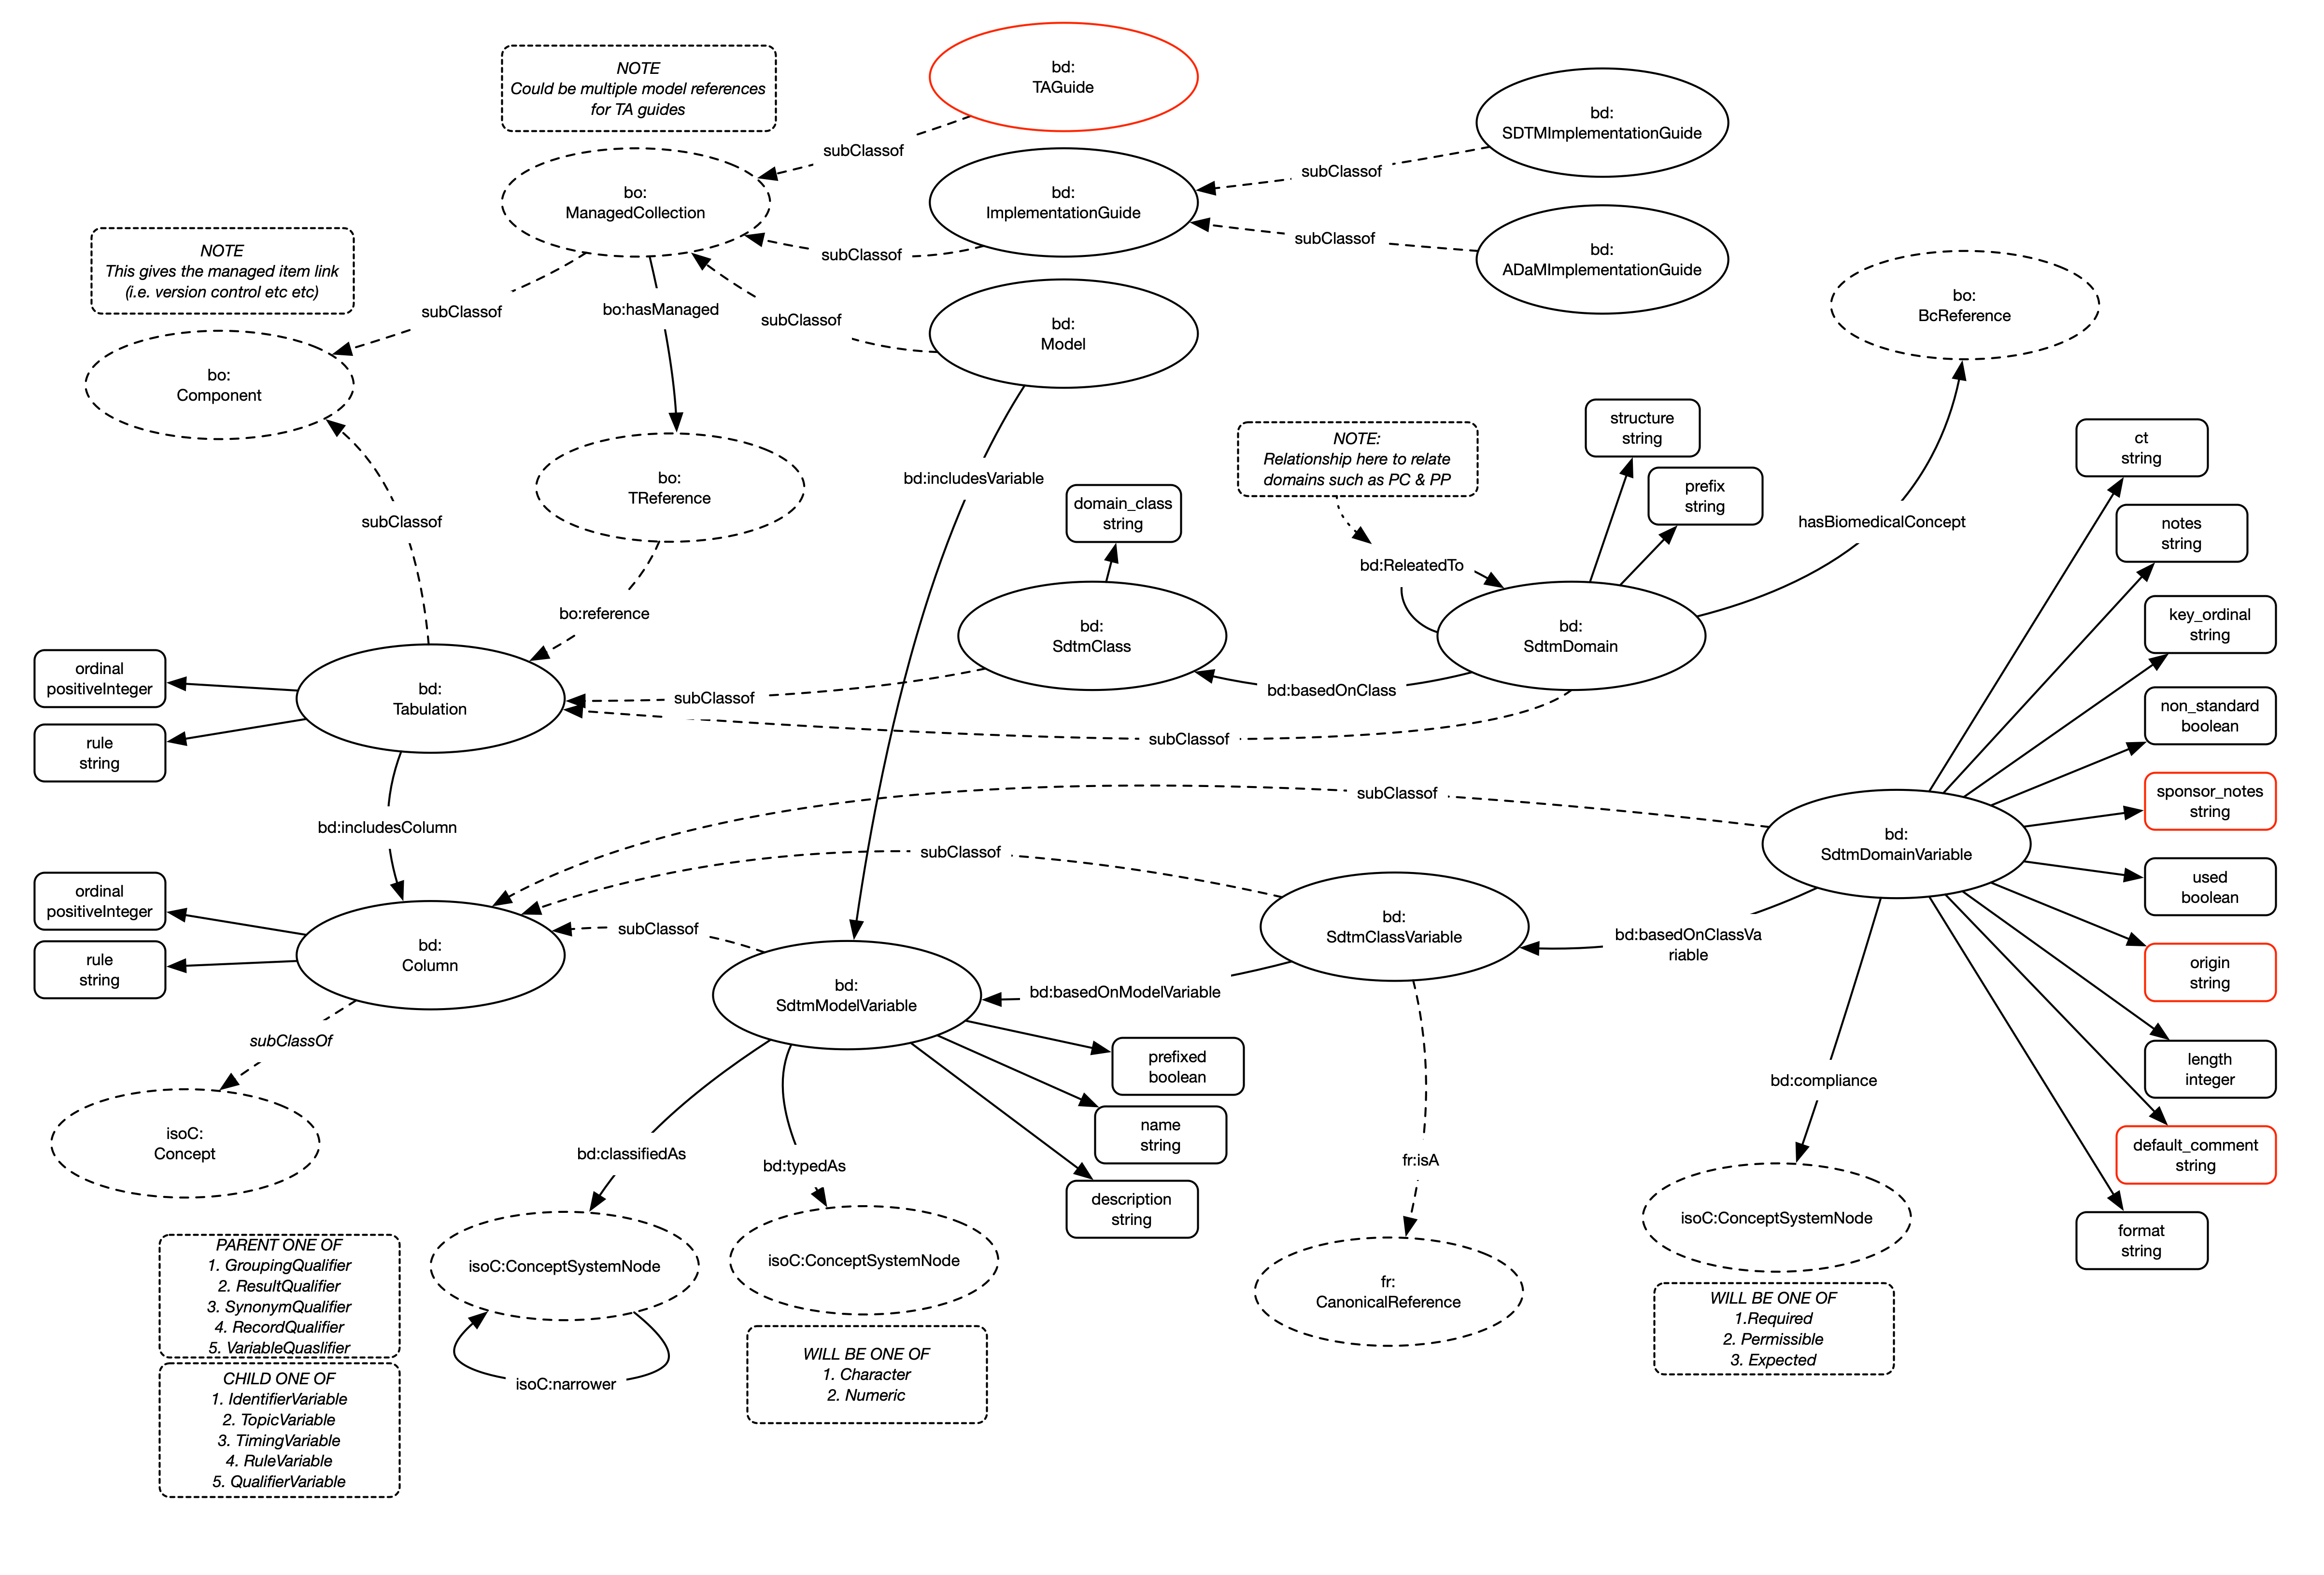 NOTE
Could be multiple model references
for TA guides
bd:
TAGuide
bd:
SDTMImplementationGuide
subClassof
subClassof
bo:
ManagedCollection
bd:
ImplementationGuide
NOTE
This gives the managed item link
(i.e. version control etc etc)
subClassof
subClassof
bd:
ADaMImplementationGuide
bo:
BcReference
subClassof
bo:hasManaged
subClassof
bd:
Model
bo:
Component
structure
string
NOTE:
Relationship here to relate
domains such as PC & PP
ct
string
bo:
TReference
bd:includesVariable
prefix
string
domain_class
string
subClassof
hasBiomedicalConcept
notes
string
bd:ReleatedTo
bo:reference
key_ordinal
string
bd:
SdtmClass
bd:
SdtmDomain
ordinal
positiveInteger
bd:
Tabulation
subClassof
bd:basedOnClass
non_standard
boolean
rule
string
subClassof
subClassof
sponsor_notes
string
bd:includesColumn
subClassof
bd:
SdtmDomainVariable
used
boolean
ordinal
positiveInteger
bd:
Column
subClassof
bd:
SdtmClassVariable
bd:basedOnClassVa
riable
rule
string
bd:
SdtmModelVariable
bd:basedOnModelVariable
origin
string
subClassOf
prefixed
boolean
length
integer
bd:compliance
isoC:
Concept
name
string
bd:classifiedAs
bd:typedAs
fr:isA
default_comment
string
description
string
isoC:ConceptSystemNode
format
string
PARENT ONE OF
1. GroupingQualifier
2. ResultQualifier
3. SynonymQualifier
4. RecordQualifier
5. VariableQuaslifier
isoC:ConceptSystemNode
isoC:ConceptSystemNode
fr:
CanonicalReference
WILL BE ONE OF
1.Required
2. Permissible
3. Expected
WILL BE ONE OF
1. Character
2. Numeric
isoC:narrower
CHILD ONE OF
1. IdentifierVariable
2. TopicVariable
3. TimingVariable
4. RuleVariable
5. QualifierVariable